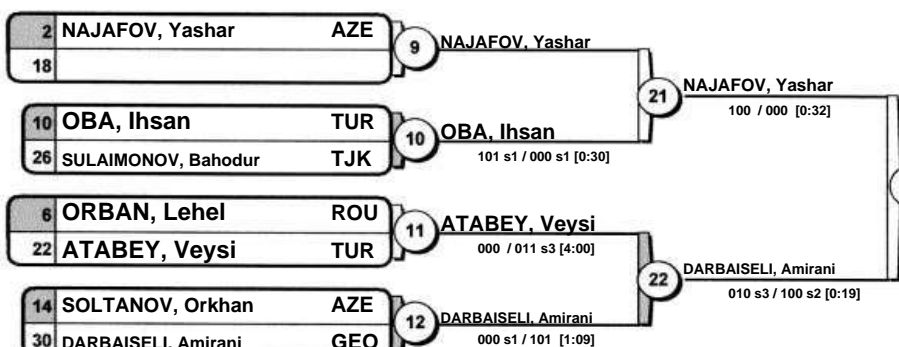 2 NAJAFOV, Yashar AZE
18
9 NAJAFOV, Yashar
10 OBA, Ihsan TUR
26 SULAIMONOV, Bahodur TJK
10 OBA, Ihsan
101 s1 / 000 s1 [0:30]
21 NAJAFOV, Yashar
100 / 000 [0:32]
6 ORBAN, Lehel ROU
22 ATABEY, Veysi TUR
11 ATABEY, Veysi
000 / 011 s3 [4:00]
14 SOLTANOV, Orkhan AZE
30 DARBAISELI, Amirani GEO
12 DARBAISELI, Amirani
000 s1 / 101 [1:09]
22 DARBAISELI, Amirani
010 s3 / 100 s2 [0:19]